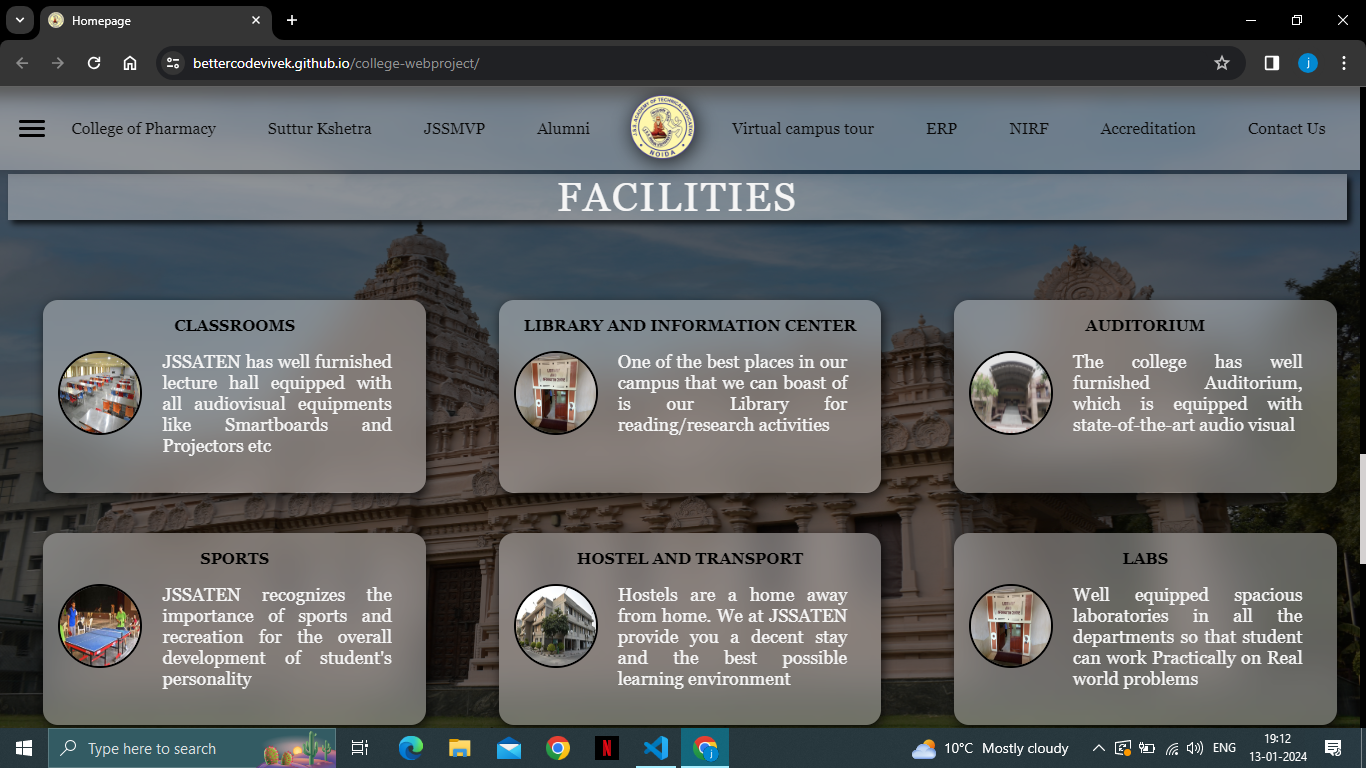 Homepage
bettercodevivek.github.io/college-webproject/
j
College of Pharmacy Suttur Kshetra JSSMVP Alumni Virtual campus tour ERP NIRF Accreditation Contact Us
JSS ACADEMY OF TECHNICAL EDUCATION
NOIDA
FACILITIES
CLASSROOMS
JSSATEN has well furnished
lecture hall equipped with
all audiovisual equipments
like Smartboards and
Projectors etc
LIBRARY AND INFORMATION CENTER
One of the best places in our
campus that we can boast of
is our Library for
reading/research activities
AUDITORIUM
The college has well
furnished Auditorium,
which is equipped with
state-of-the-art audio visual
SPORTS
JSSATEN recognizes the
importance of sports and
recreation for the overall
development of student's
personality
HOSTEL AND TRANSPORT
Hostels are a home away
from home. We at JSSATEN
provide you a decent stay
and the best possible
learning environment
LABS
Well equipped spacious
laboratories in all the
departments so that student
can work Practically on Real
world problems
Type here to search
N
j
10°C Mostly cloudy
ENG
19:12
13-01-2024